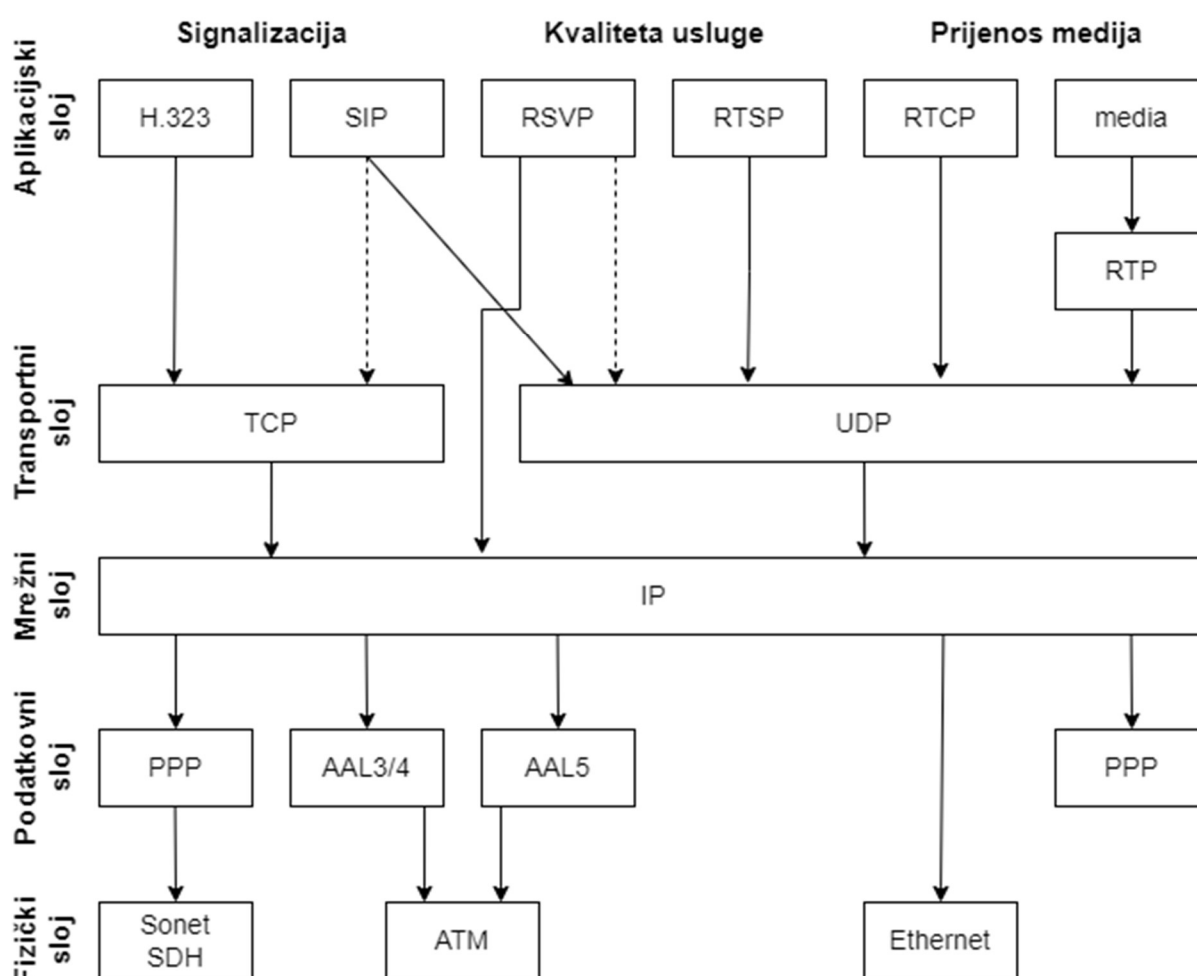 Signalizacija
Kvaliteta usluge
Prijenos medija
Aplikacijski
sloj
H.323
SIP
RSVP
RTSP
RTCP
media
RTP
Transportni
sloj
TCP
UDP
Mrežni
sloj
IP
Podatkovni
sloj
PPP
AAL3/4
AAL5
PPP
Fizički
sloj
Sonet
SDH
ATM
Ethernet